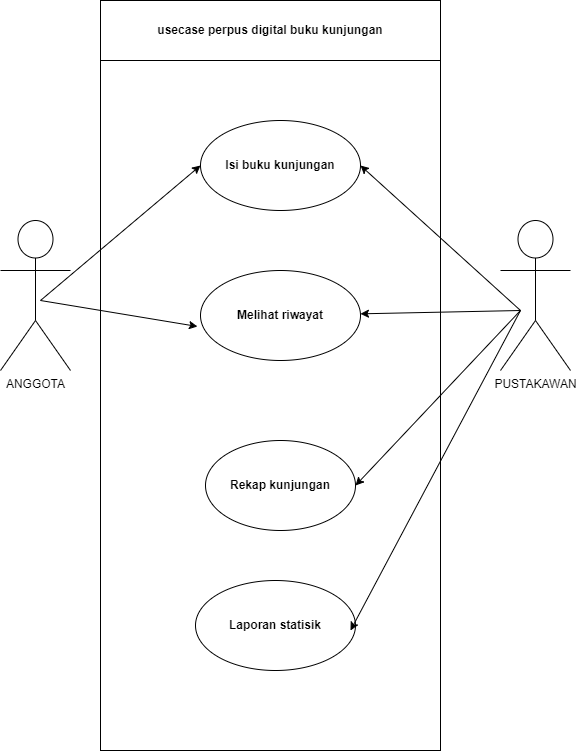 usecase perpus digital buku kunjungan
Isi buku kunjungan
Melihat riwayat
ANGGOTA
PUSTAKAWAN
Rekap kunjungan
Laporan statisik